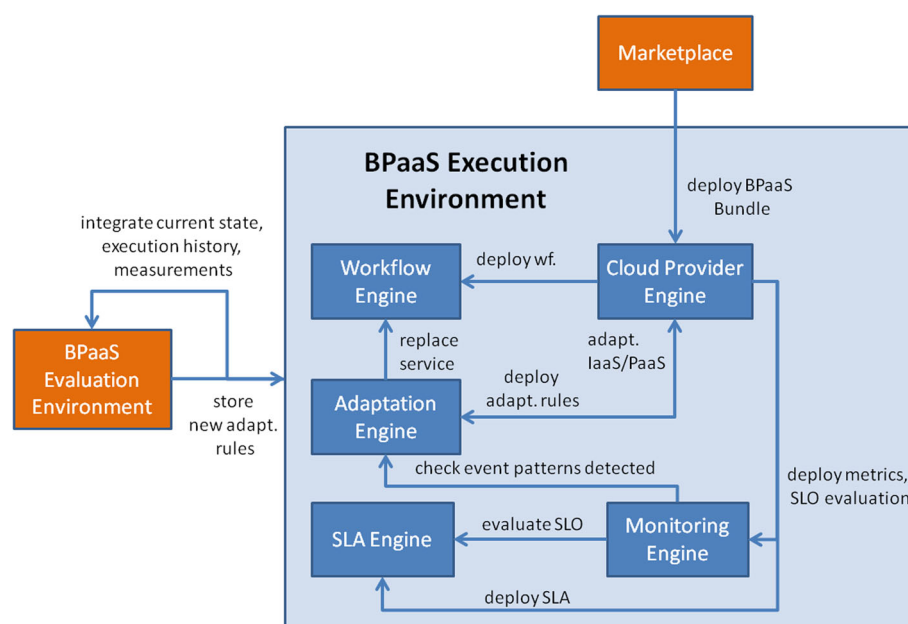 Marketplace
BPaaS Execution
Environment
deploy BPaaS
Bundle
integrate current state,
execution history,
measurements
Workflow
Engine
deploy wf.
Cloud Provider
Engine
BPaaS
Evaluation
Environment
replace
service
adapt.
IaaS/PaaS
store
new adapt.
rules
Adaptation
Engine
deploy
adapt. rules
check event patterns detected
deploy metrics,
SLO evaluation
SLA Engine
evaluate SLO
Monitoring
Engine
deploy SLA